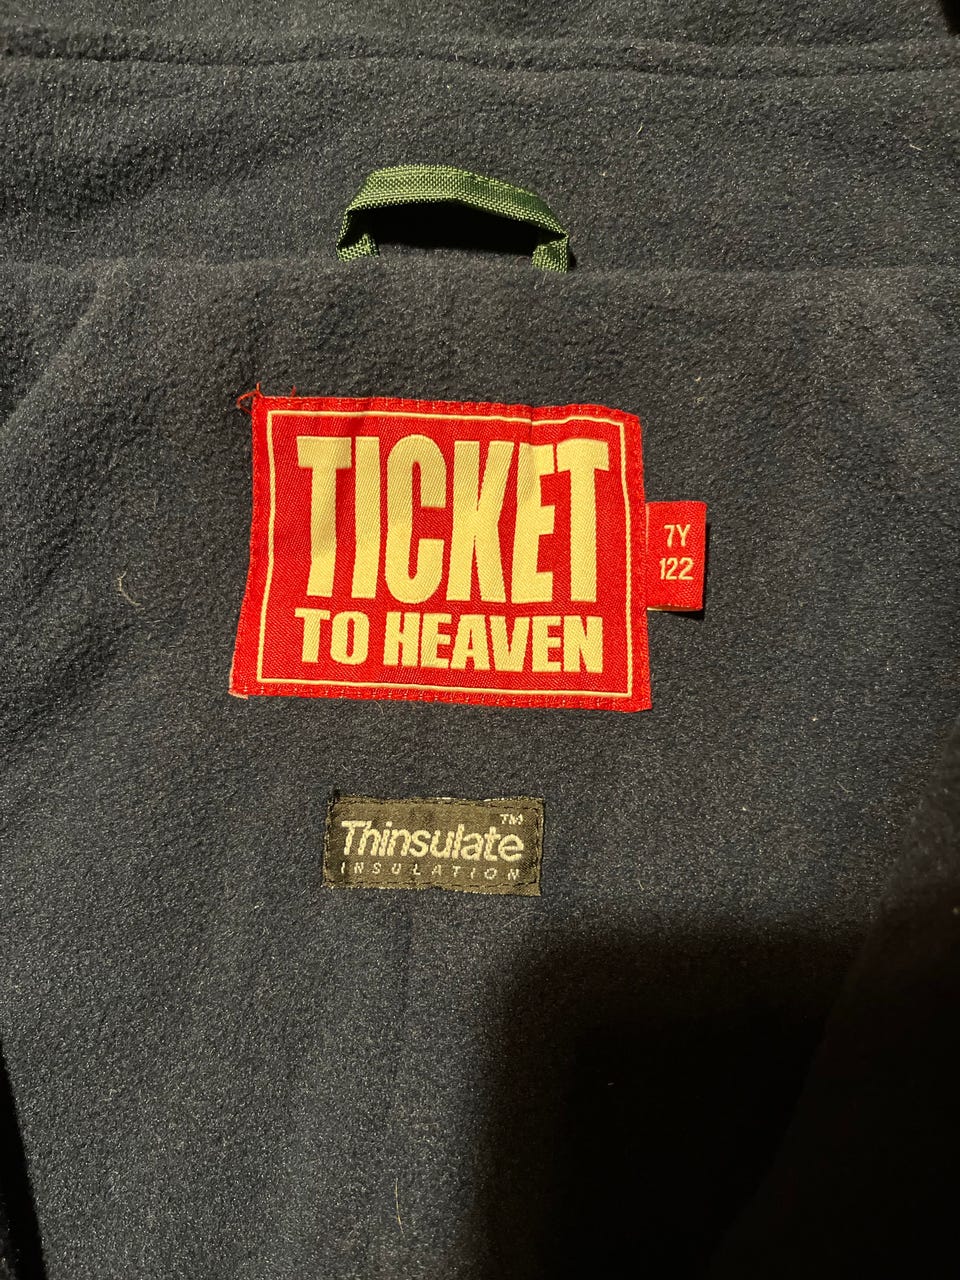 TICKET
TO HEAVEN
7Y
122
Thinsulate™
INSULATION